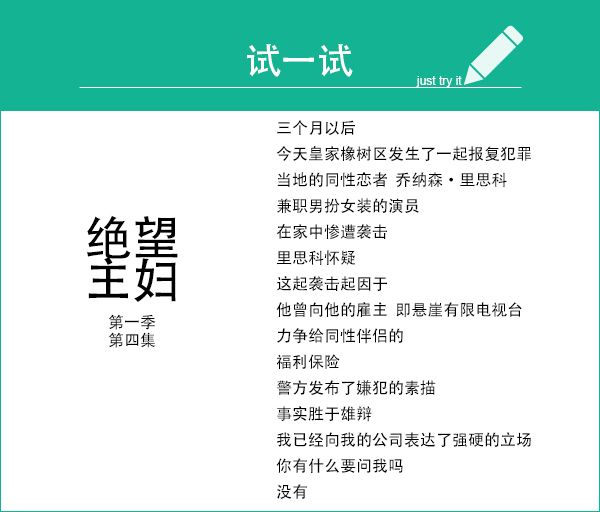 试一试
just try it
绝望
主妇
第一季
第四集
三个月以后
今天皇家橡树区发生了一起报复犯罪
当地的同性恋者 乔纳森·里思科
兼职男扮女装的演员
在家中惨遭袭击
里思科怀疑
这起袭击起因于
他曾向他的雇主 即悬崖有限电视台
力争给同性伴侣的
福利保险
警方发布了嫌犯的素描
事实胜于雄辩
我已经向我的公司表达了强硬的立场
你有什么要问我吗
没有